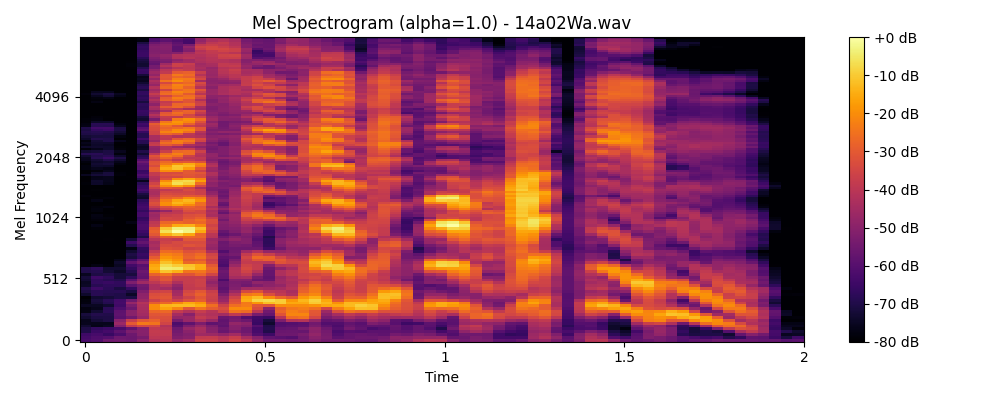 Mel Spectrogram (alpha=1.0) - 14a02Wa.wav
Mel Frequency
4096
2048
1024
512
0
0
0.5
1
1.5
2
Time
+0 dB
-10 dB
-20 dB
-30 dB
-40 dB
-50 dB
-60 dB
-70 dB
-80 dB